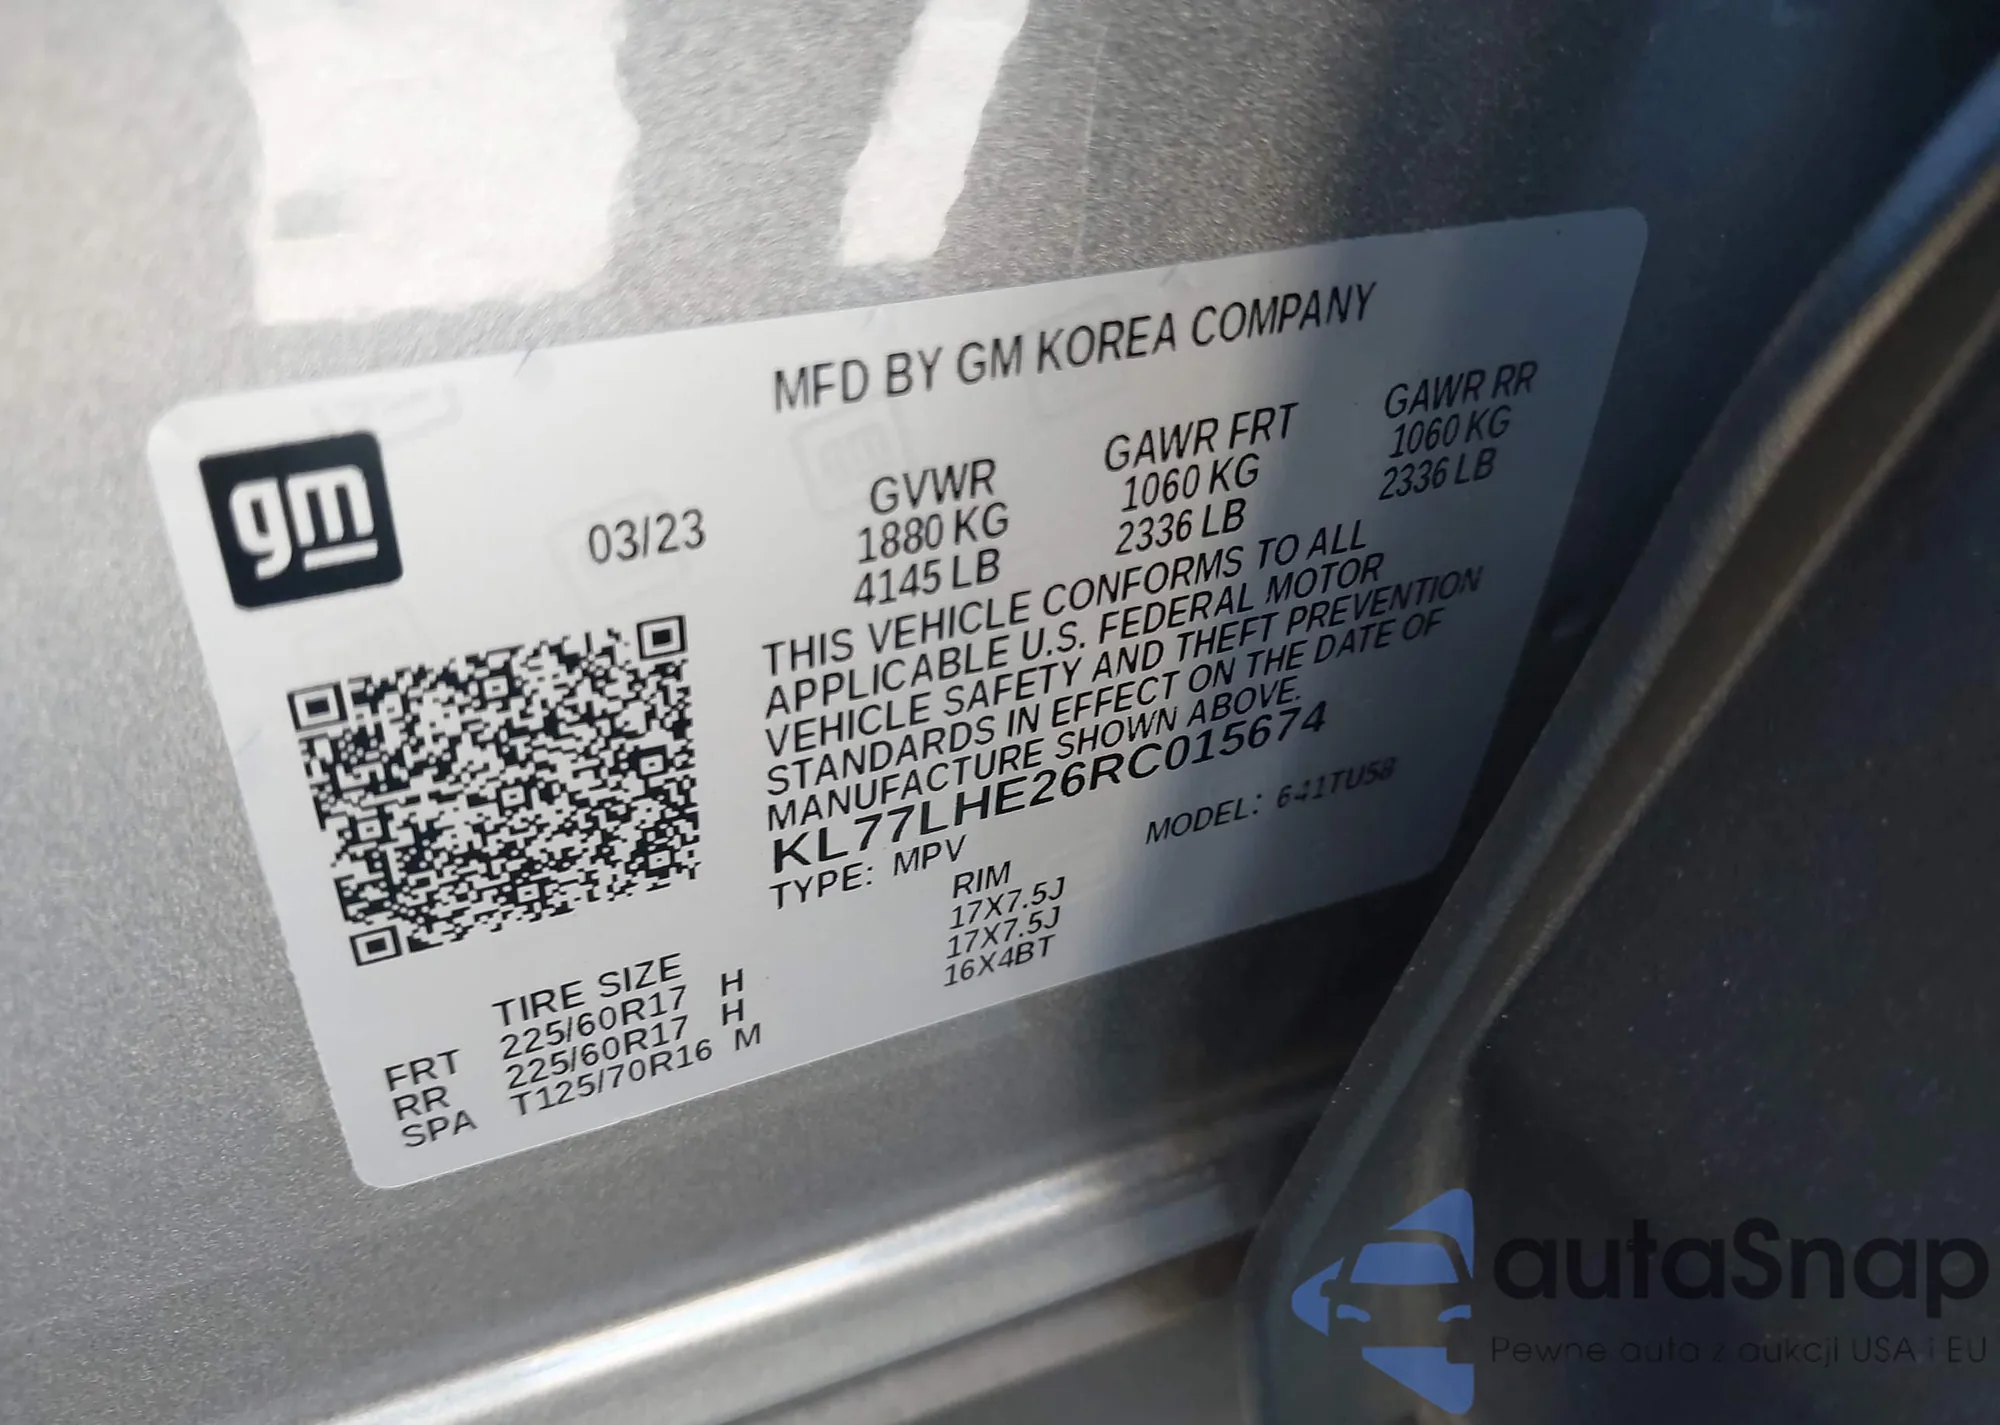 MFD BY GM KOREA COMPANY
gm
03/23
GVWR GAWR FRT GAWR RR
1880 KG 1060 KG 1060 KG
4145 LB 2336 LB 2336 LB
THIS VEHICLE CONFORMS TO ALL
APPLICABLE U.S. FEDERAL MOTOR
VEHICLE SAFETY AND THEFT PREVENTION
STANDARDS IN EFFECT ON THE DATE OF
MANUFACTURE SHOWN ABOVE.
KL77LHE26RC015674
TYPE: MPV MODEL: 641TU58
TIRE SIZE RIM
FRT 225/60R17 H 17X7.5J
RR 225/60R17 H 17X7.5J
SPA T125/70R16 M 16X4BT
autaSnap
Pewne auta z aukcji USA i EU